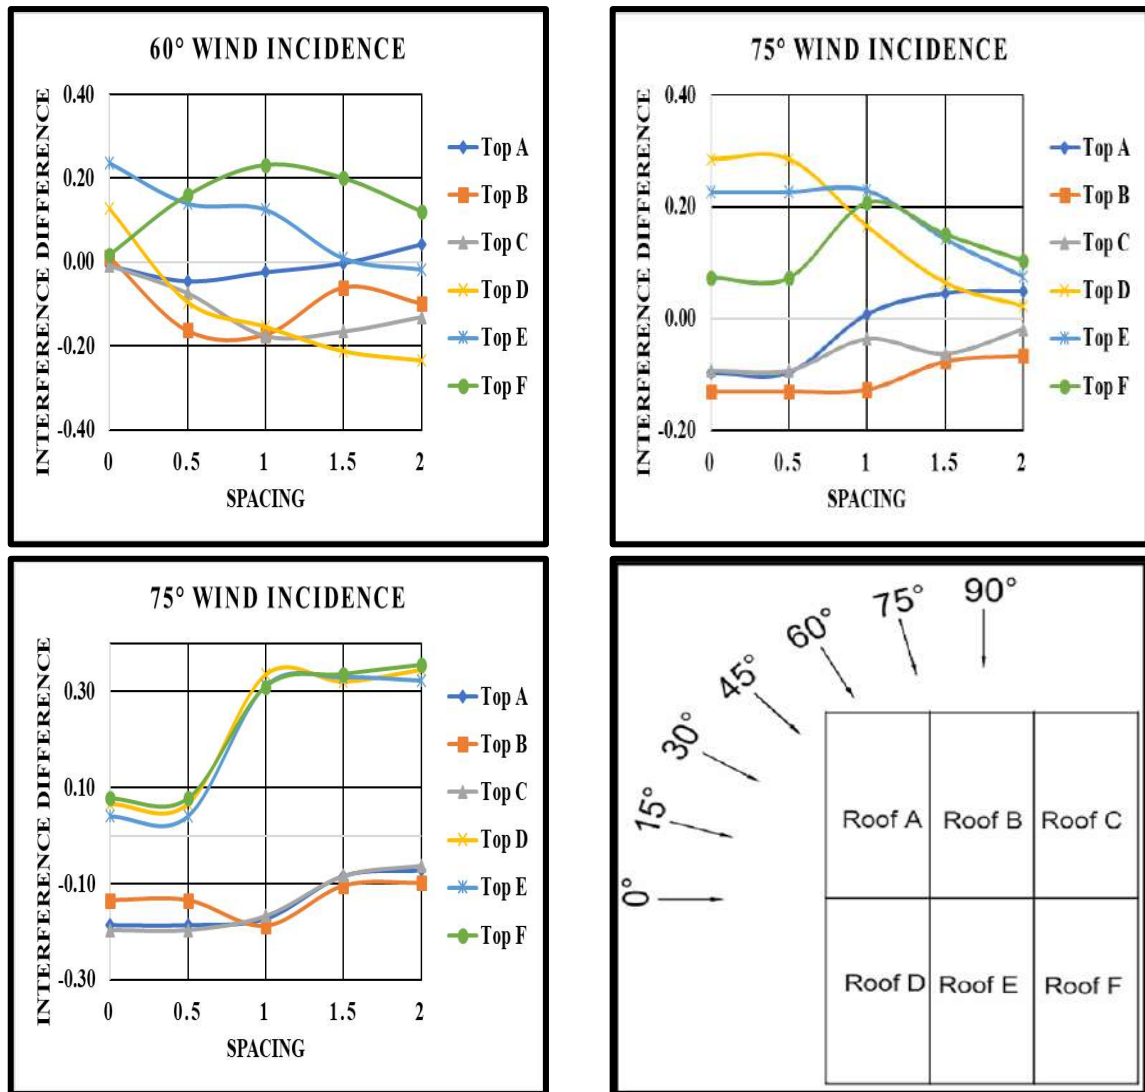 60° WIND INCIDENCE
INTERFERENCE DIFFERENCE
0.40
0.20
0.00
-0.20
-0.40
0 0.5 1 1.5 2
SPACING
Top A
Top B
Top C
Top D
Top E
Top F
75° WIND INCIDENCE
INTERFERENCE DIFFERENCE
0.40
0.20
0.00
-0.20
0 0.5 1 1.5 2
SPACING
Top A
Top B
Top C
Top D
Top E
Top F
75° WIND INCIDENCE
INTERFERENCE DIFFERENCE
0.30
0.10
-0.10
-0.30
0 0.5 1 1.5 2
SPACING
Top A
Top B
Top C
Top D
Top E
Top F
90°
75°
60°
45°
30°
15°
0°
Roof A Roof B Roof C
Roof D Roof E Roof F